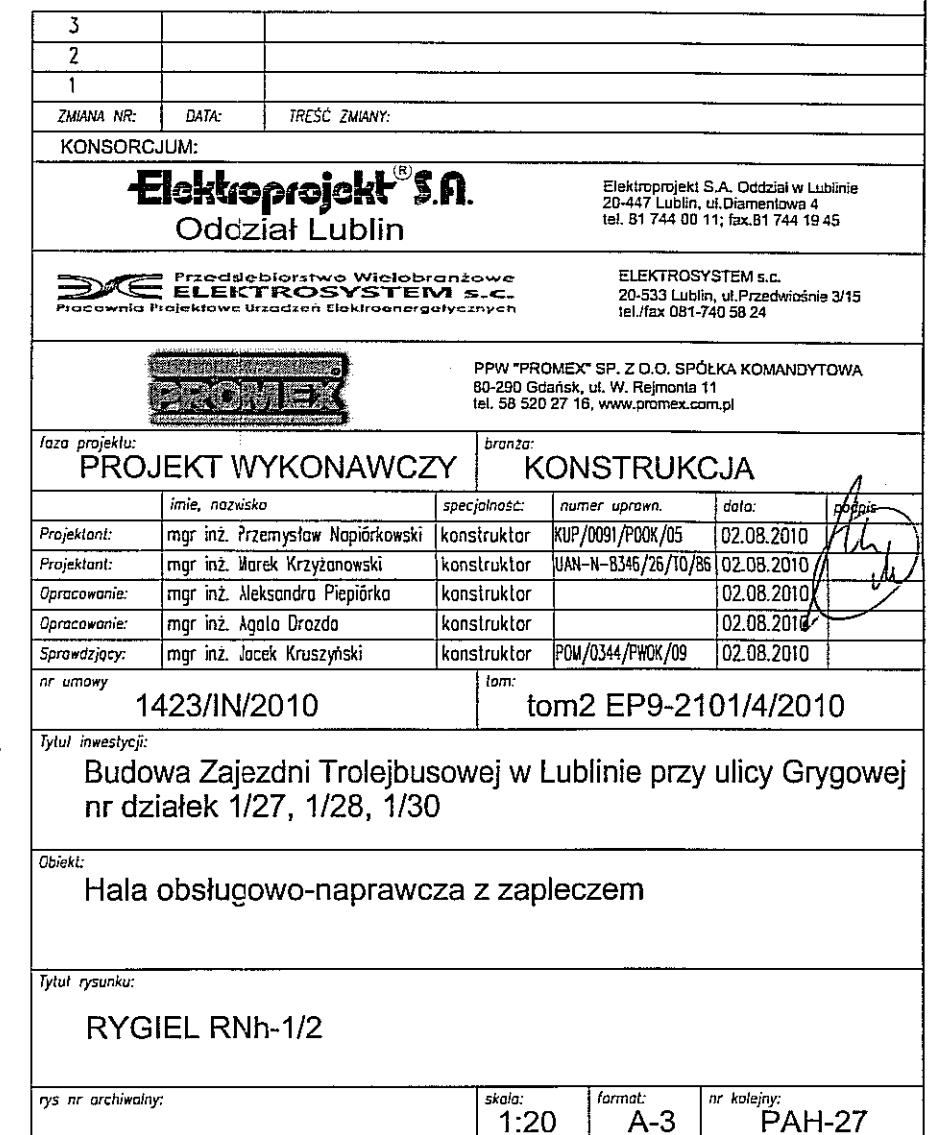 3
2
1
ZMIANA NR: DATA: TREŚĆ ZMIANY:
KONSORCJUM:
Elektroprojekt® S.A.
Oddział Lublin
Elektroprojekt S.A. Oddział w Lublinie
20-447 Lublin, ul.Diamentowa 4
tel. 81 744 00 11; fax.81 744 19 45
Przedsiębiorstwo Wielobranżowe
ELEKTROSYSTEM s.c.
Pracownia Projektowe Urządzeń Elektroenergetycznych
ELEKTROSYSTEM s.c.
20-533 Lublin, ul.Przedwiośnie 3/15
tel./fax 081-740 58 24
PROMEX
PPW "PROMEX" SP. Z O.O. SPÓŁKA KOMANDYTOWA
80-290 Gdańsk, ul. W. Rejmonta 11
tel. 58 520 27 16, www.promex.com.pl
faza projektu: branża:
PROJEKT WYKONAWCZY KONSTRUKCJA
imie, nazwisko specjalność: numer uprawn. data: podpis
Projektant: mgr inż. Przemysław Napiórkowski konstruktor KUP/0091/POOK/05 02.08.2010
Projektant: mgr inż. Marek Krzyżanowski konstruktor UAN-N-8346/26/TO/86 02.08.2010
Opracowanie: mgr inż. Aleksandra Piepiórka konstruktor 02.08.2010
Opracowanie: mgr inż. Agata Drozda konstruktor 02.08.2010
Sprawdzjący: mgr inż. Jacek Kruszyński konstruktor POM/0344/PWOK/09 02.08.2010
nr umowy tom:
1423/IN/2010 tom2 EP9-2101/4/2010
Tytuł inwestycji:
Budowa Zajezdni Trolejbusowej w Lublinie przy ulicy Grygowej
nr działek 1/27, 1/28, 1/30
Obiekt:
Hala obsługowo-naprawcza z zapleczem
Tytuł rysunku:
RYGIEL RNh-1/2
rys nr archiwalny: skala: format: nr kolejny:
1:20 A-3 PAH-27